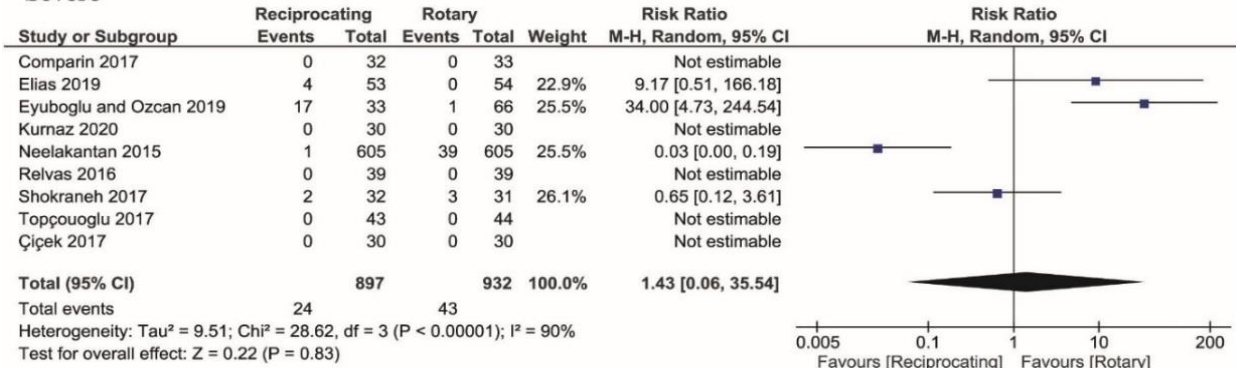 Reciprocating Rotary Risk Ratio Risk Ratio
Study or Subgroup Events Total Events Total Weight M-H, Random, 95% CI M-H, Random, 95% CI
Comparin 2017 0 32 0 33 Not estimable
Elias 2019 4 53 0 54 22.9% 9.17 [0.51, 166.18]
Eyuboglu and Ozcan 2019 17 33 1 66 25.5% 34.00 [4.73, 244.54]
Kurnaz 2020 0 30 0 30 Not estimable
Neelakantan 2015 1 605 39 605 25.5% 0.03 [0.00, 0.19]
Relvas 2016 0 39 0 39 Not estimable
Shokraneh 2017 2 32 3 31 26.1% 0.65 [0.12, 3.61]
Topçouoglu 2017 0 43 0 44 Not estimable
Çiçek 2017 0 30 0 30 Not estimable
Total (95% CI) 897 932 100.0% 1.43 [0.06, 35.54]
Total events 24 43
Heterogeneity: Tau² = 9.51; Chi² = 28.62, df = 3 (P < 0.00001); I² = 90%
Test for overall effect: Z = 0.22 (P = 0.83)
0.005 0.1 1 10 200
Favours [Reciprocating] Favours [Rotary]